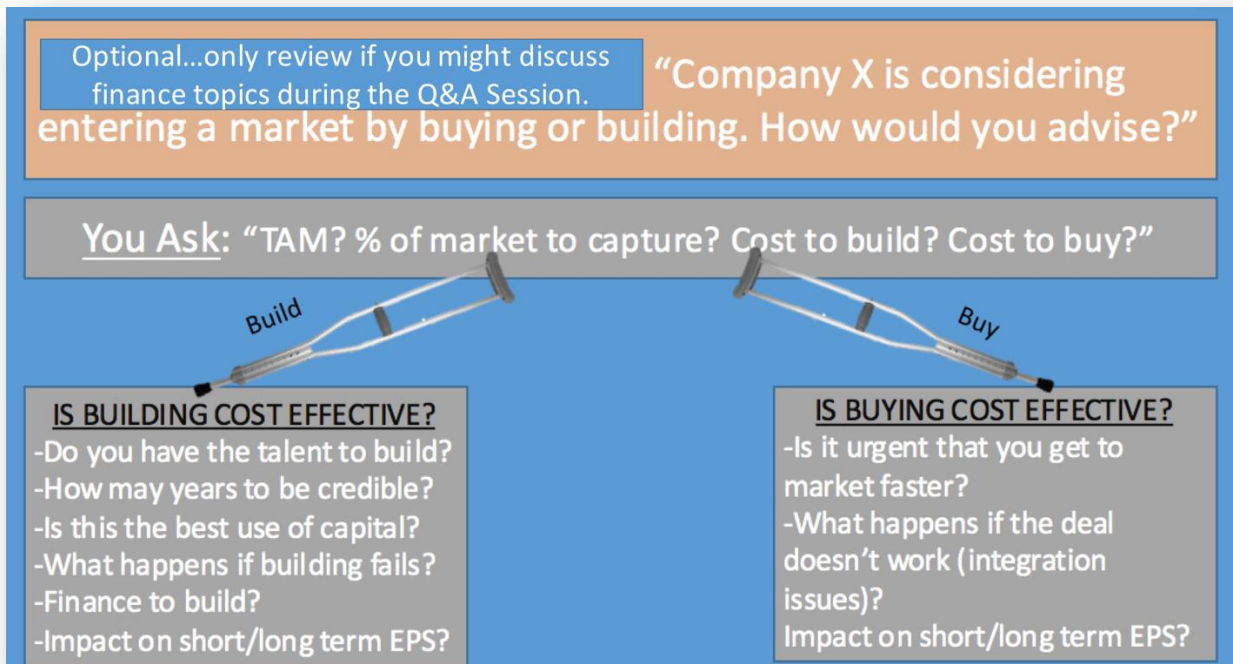 Optional...only review if you might discuss
finance topics during the Q&A Session.
“Company X is considering
entering a market by buying or building. How would you advise?”
You Ask: “TAM? % of market to capture? Cost to build? Cost to buy?”
Build
Buy
IS BUILDING COST EFFECTIVE?
-Do you have the talent to build?
-How may years to be credible?
-Is this the best use of capital?
-What happens if building fails?
-Finance to build?
-Impact on short/long term EPS?
IS BUYING COST EFFECTIVE?
-Is it urgent that you get to
market faster?
-What happens if the deal
doesn’t work (integration
issues)?
Impact on short/long term EPS?